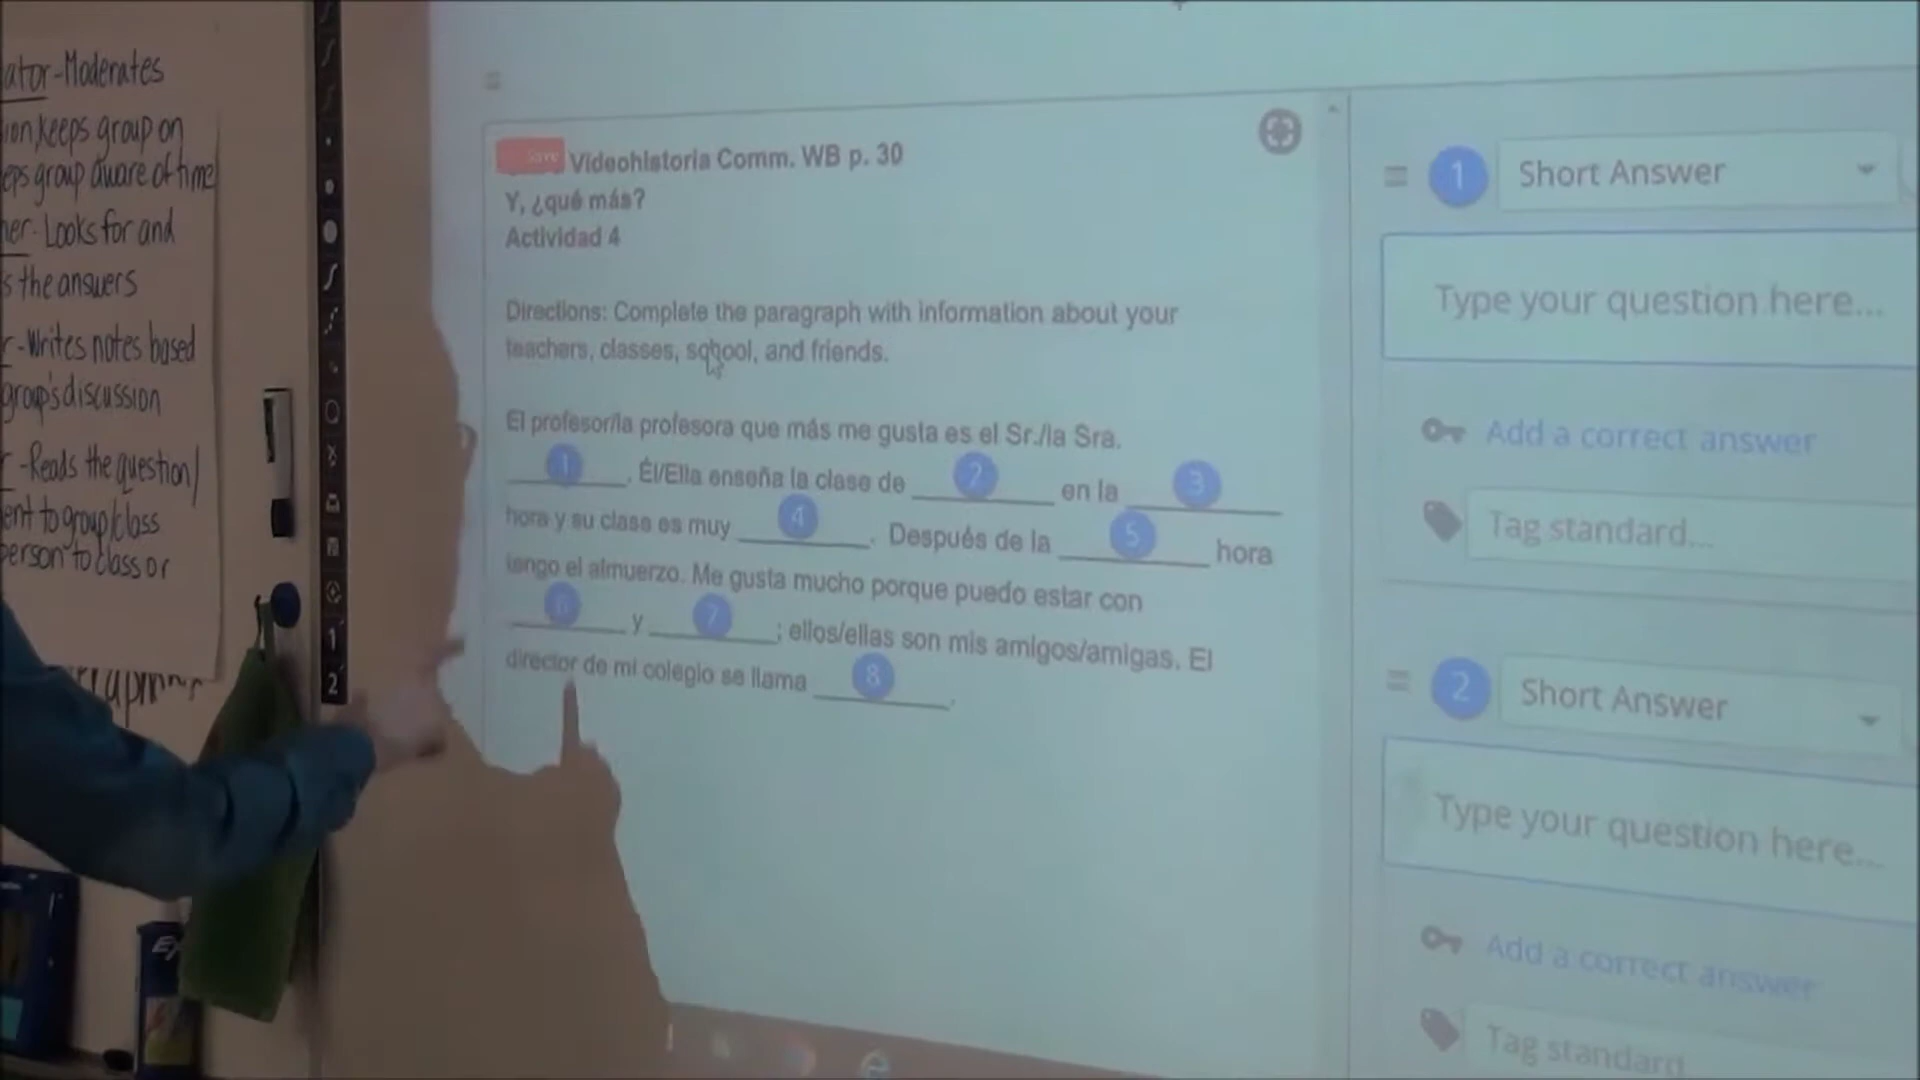 ator-Moderates
ion, keeps group on
eps group aware of time
her-Looks for and
s the answers
r-Writes notes based
group's discussion
r-Reads the question/
ent to group/class
person to class or
1
2
Save Videohistoria Comm. WB p. 30
Y, ¿qué más?
Actividad 4
Directions: Complete the paragraph with information about your
teachers, classes, school, and friends.
El profesor/la profesora que más me gusta es el Sr./la Sra.
1. Él/Ella enseña la clase de 2 en la 3
hora y su clase es muy 4. Después de la 5 hora
tengo el almuerzo. Me gusta mucho porque puedo estar con
6 y 7; ellos/ellas son mis amigos/amigas. El
director de mi colegio se llama 8.
1 Short Answer
Type your question here...
Add a correct answer
Tag standard...
2 Short Answer
Type your question here...
Add a correct answer
Tag standard